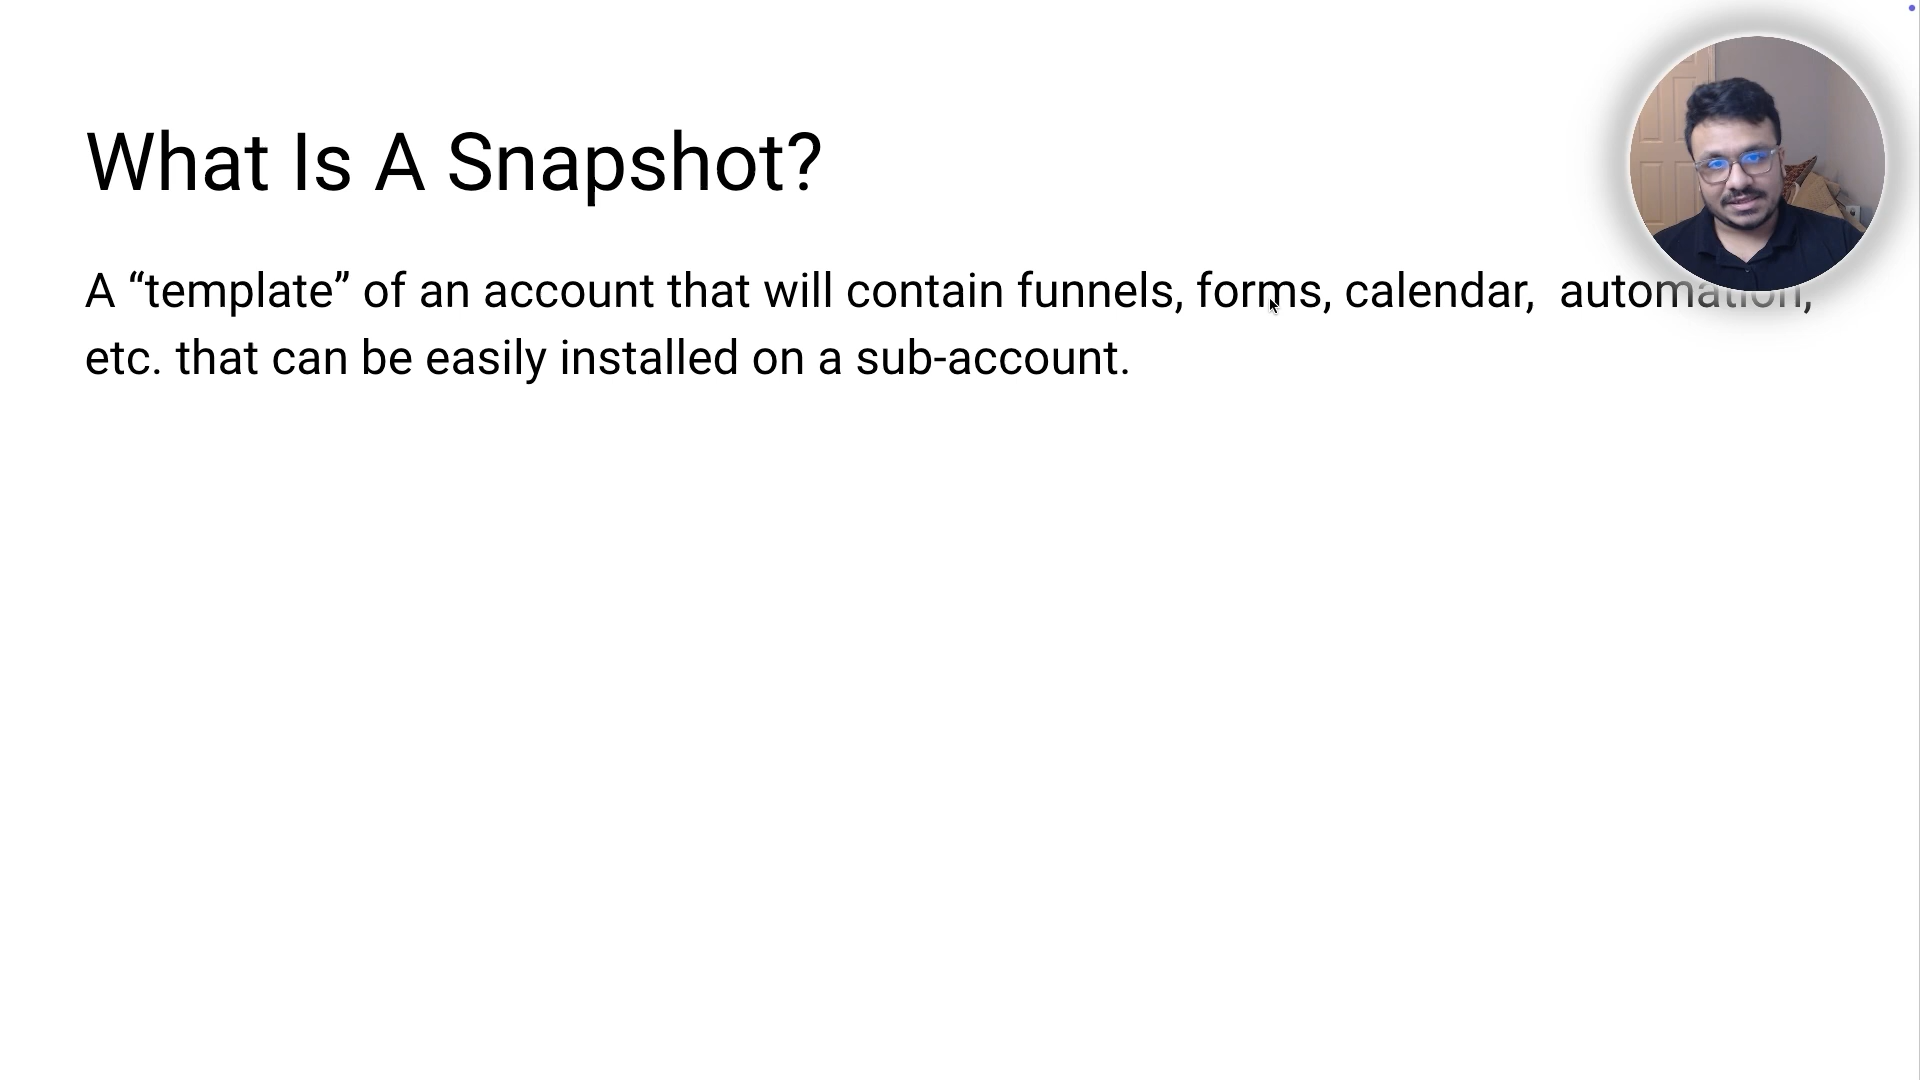 What Is A Snapshot?
A “template” of an account that will contain funnels, forms, calendar,  automation,
etc. that can be easily installed on a sub-account.